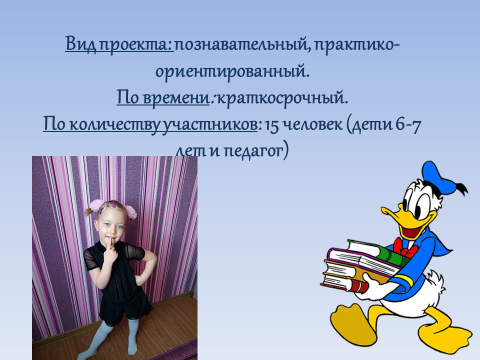 Вид проекта: познавательный, практико-
ориентированный.
По времени: краткосрочный.
По количеству участников: 15 человек (дети 6-7
лет и педагог)